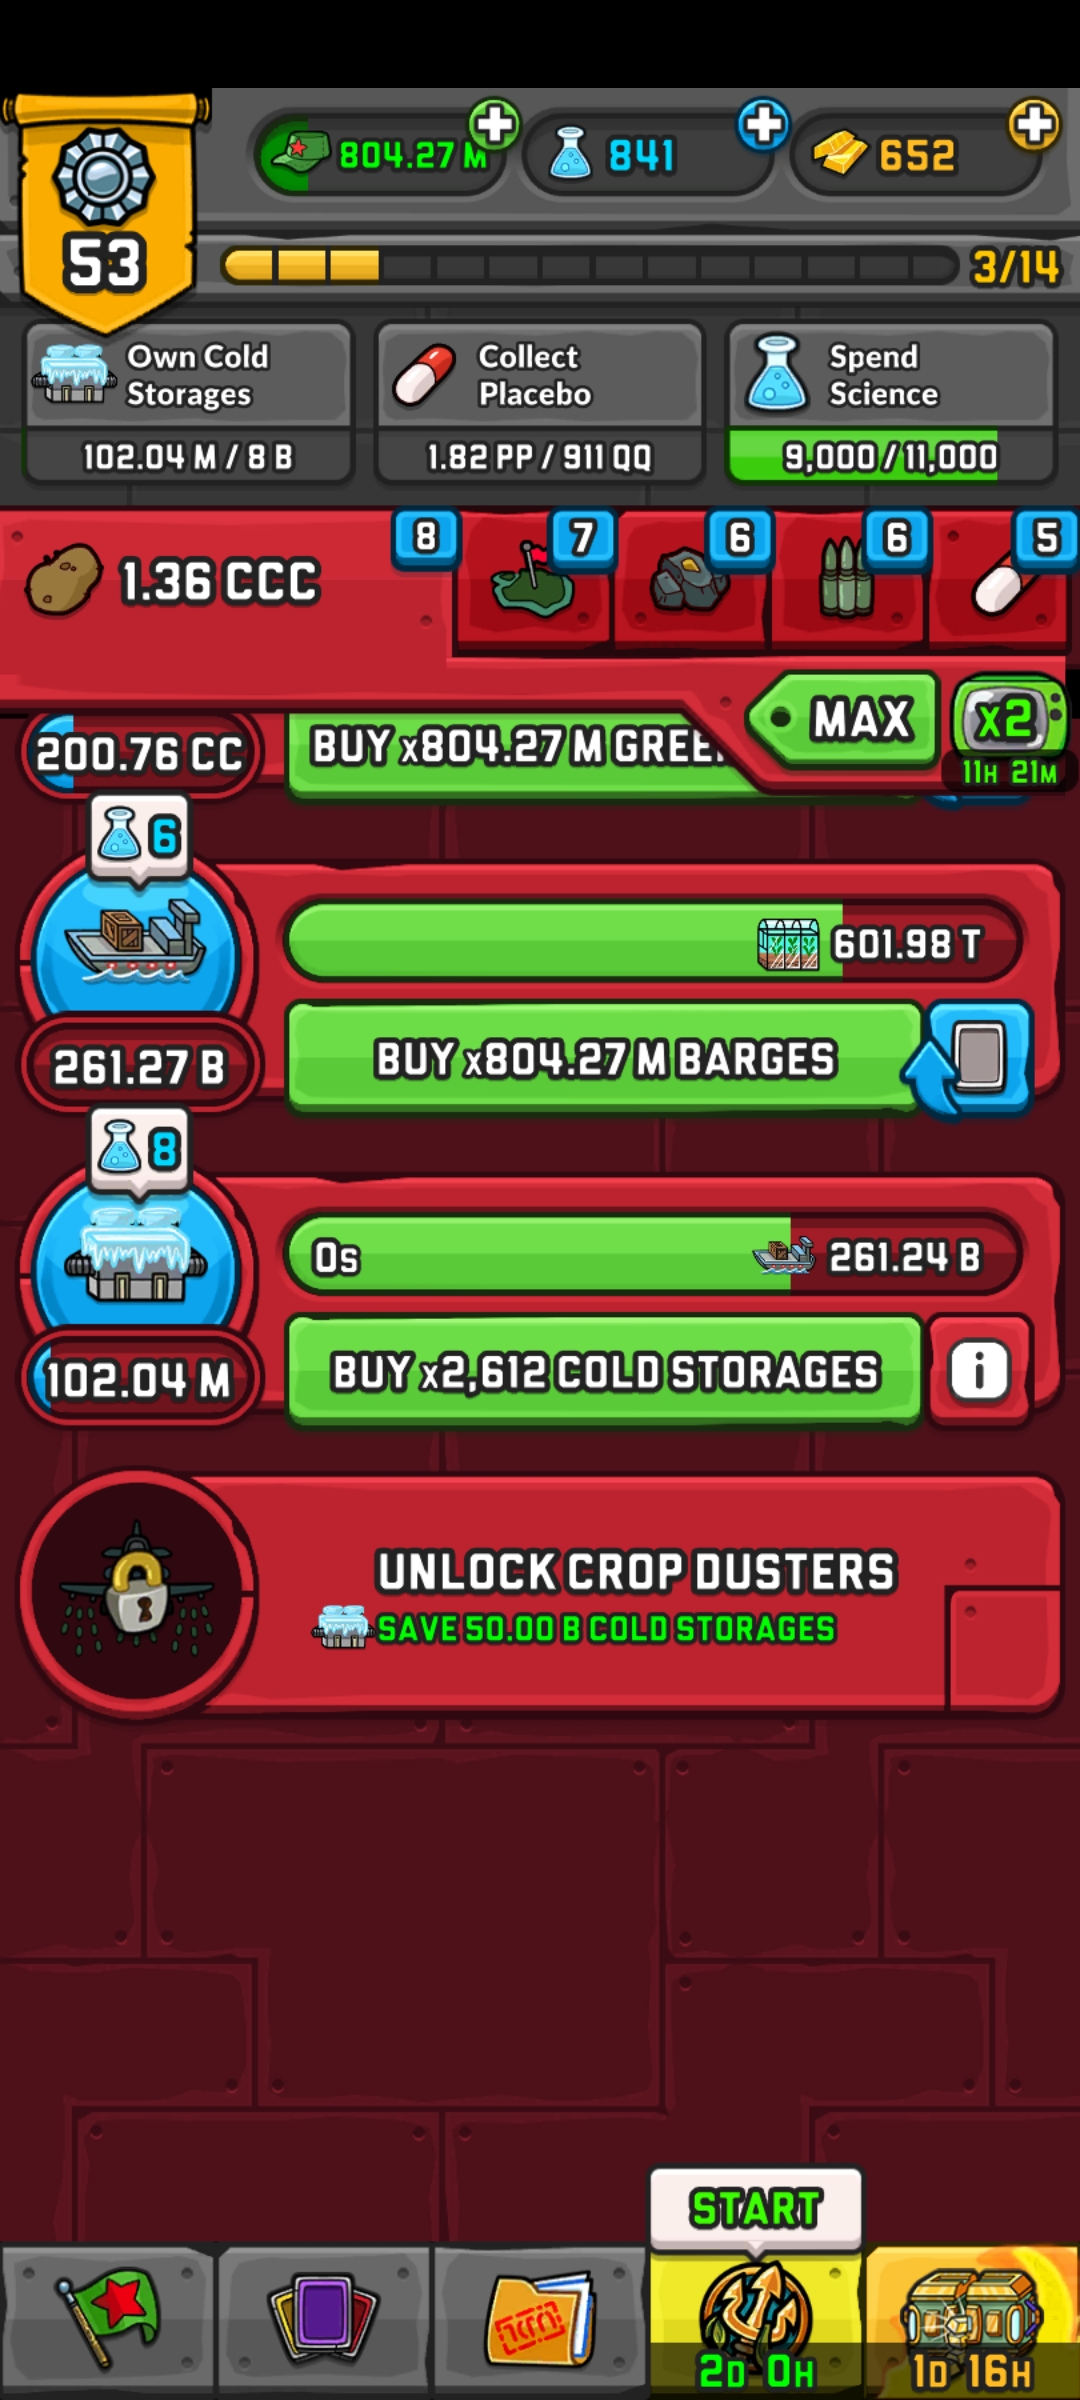 804.27 M
841
652
53
3/14
Own Cold
Storages
102.04 M / 8 B
Collect
Placebo
1.82 PP / 911 QQ
Spend
Science
9,000 / 11,000
1.36 CCC
8
7
6
6
5
MAX
x2
11H 21M
200.76 CC
BUY x804.27 M GREE
6
601.98 T
261.27 B
BUY x804.27 M BARGES
8
0s
261.24 B
102.04 M
BUY x2,612 COLD STORAGES
i
UNLOCK CROP DUSTERS
SAVE 50.00 B COLD STORAGES
START
2D 0H
1D 16H